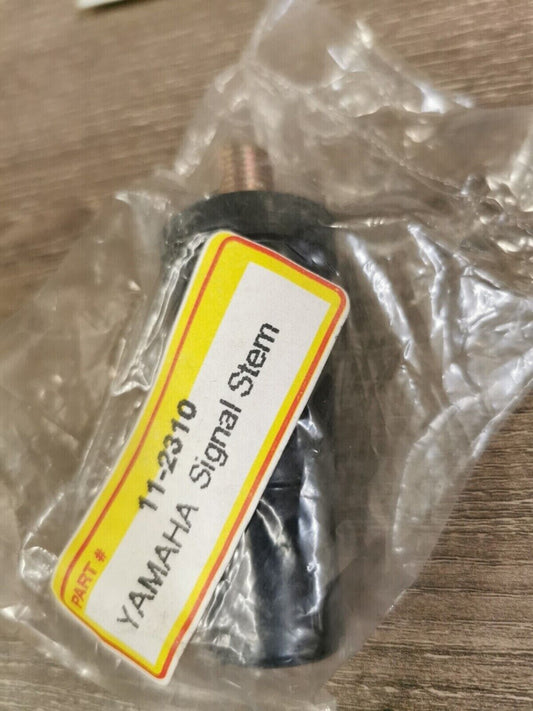 PART # 11-2310
YAMAHA Signal Stem